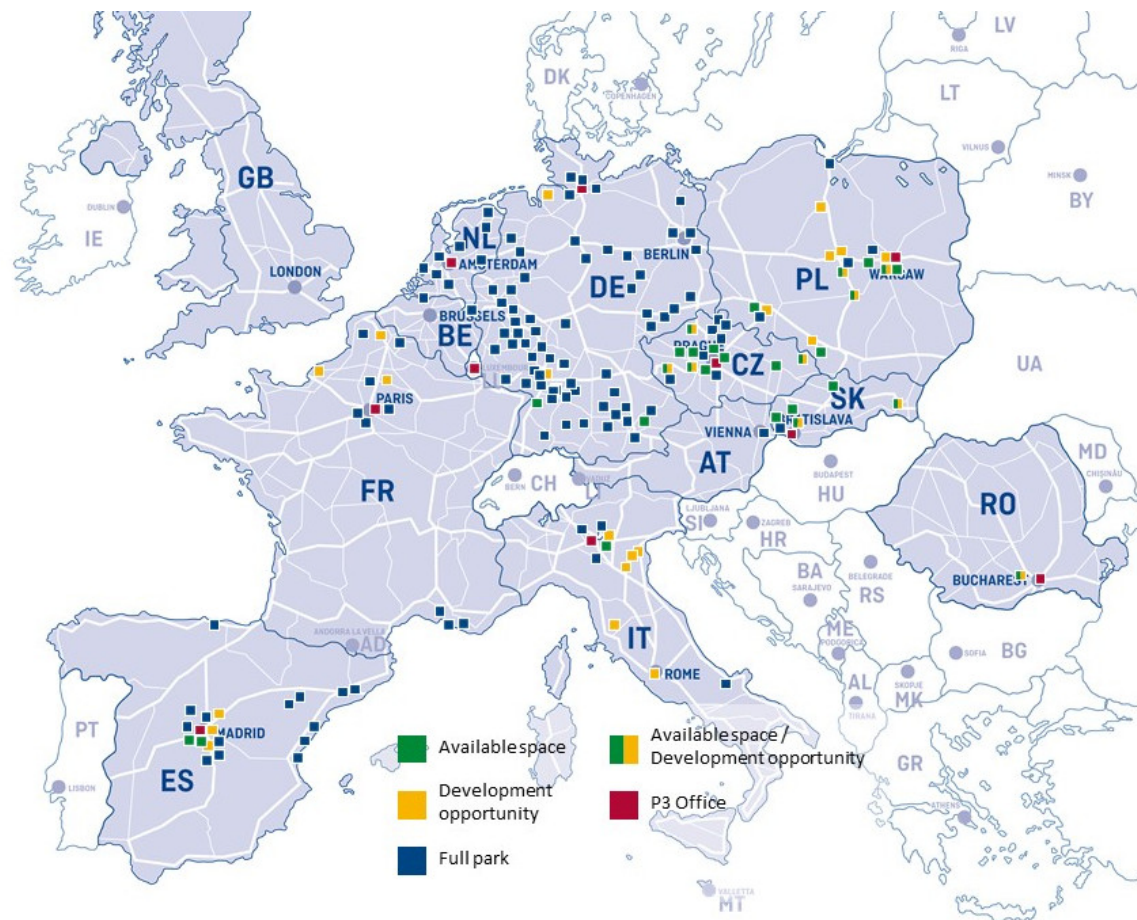 LV
RIGA
DK
COPENHAGEN
LT
VILNIUS
GB
MINSK
BY
DUBLIN
IE
NL
AMSTERDAM
BERLIN
LONDON
DE
PL
WARSAW
BRUSSELS
BE
PRAGUE
CZ
UA
LUXEMBOURG
PARIS
SK
BRATISLAVA
VIENNA
AT
MD
CHIȘINĂU
FR
BERN
CH
VADUZ
LI
BUDAPEST
HU
RO
LJUBLJANA
SI
ZAGREB
HR
BUCHAREST
BELGRADE
RS
BA
SARAJEVO
ANDORRA LA VELLA
AD
IT
ME
PODGORICA
SOFIA
BG
ROME
AL
TIRANA
SKOPJE
MK
PT
MADRID
LISBON
ES
GR
ATHENS
Available space
Development
opportunity
Full park
Available space /
Development opportunity
P3 Office
VALLETTA
MT